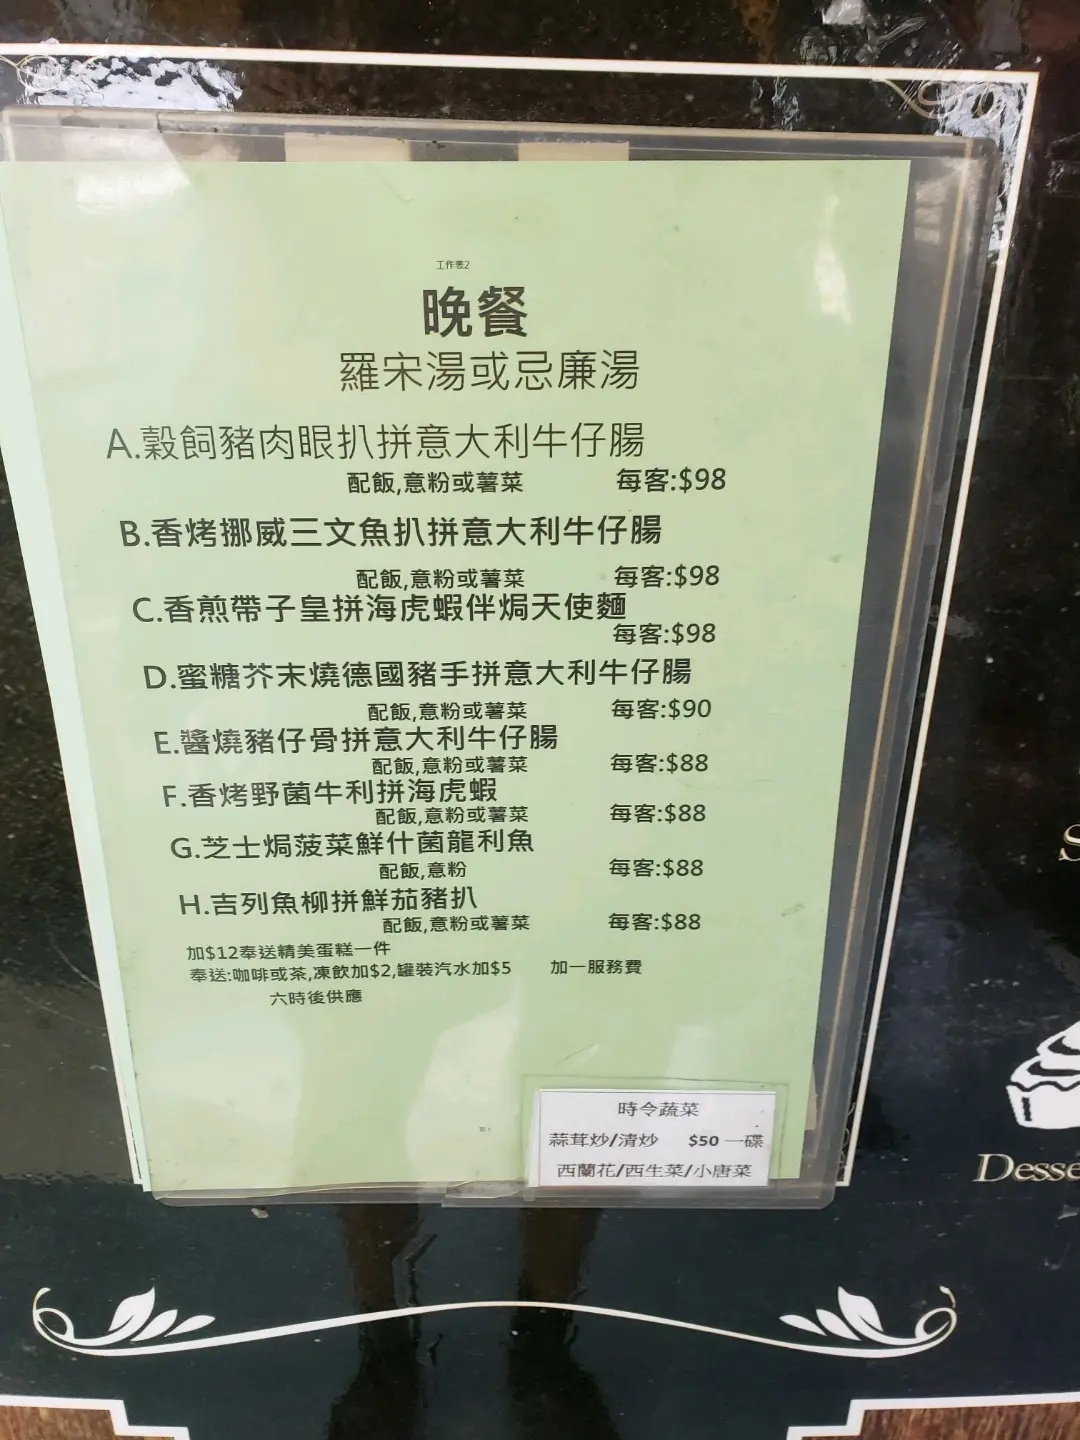 工作表2
晚餐
羅宋湯或忌廉湯
A.穀飼豬肉眼扒拼意大利牛仔腸
配飯,意粉或薯菜 每客:$98
B.香烤挪威三文魚扒拼意大利牛仔腸
配飯,意粉或薯菜 每客:$98
C.香煎帶子皇拼海虎蝦伴焗天使麵
每客:$98
D.蜜糖芥末燒德國豬手拼意大利牛仔腸
配飯,意粉或薯菜 每客:$90
E.醬燒豬仔骨拼意大利牛仔腸
配飯,意粉或薯菜 每客:$88
F.香烤野菌牛利拼海虎蝦
配飯,意粉或薯菜 每客:$88
G.芝士焗菠菜鮮什菌龍利魚
配飯,意粉 每客:$88
H.吉列魚柳拼鮮茄豬扒
配飯,意粉或薯菜 每客:$88
加$12奉送精美蛋糕一件
奉送:咖啡或茶,凍飲加$2,罐裝汽水加$5 加一服務費
六時後供應
時令蔬菜
蒜茸炒/清炒 $50 一碟
西蘭花/西生菜/小唐菜
Desse